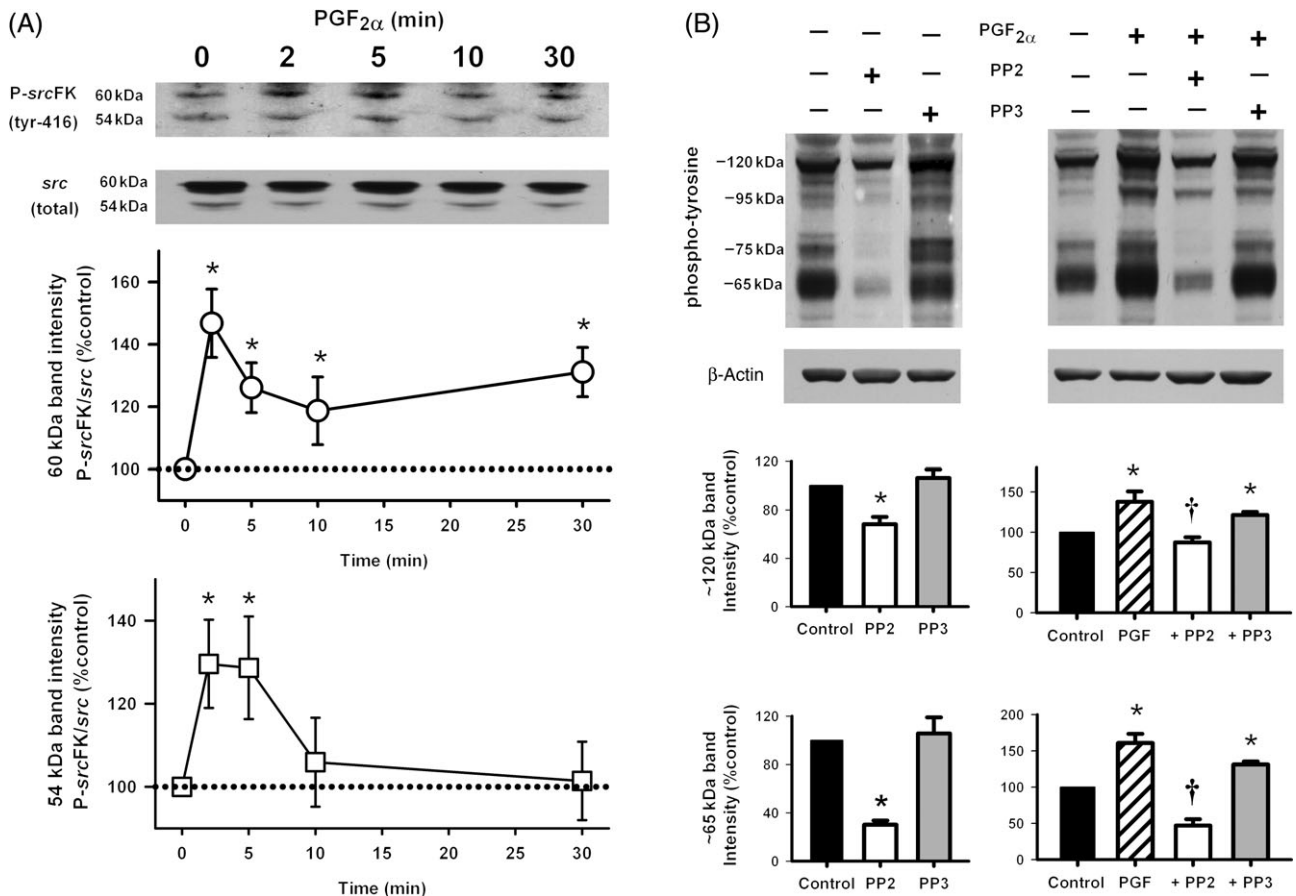 (A)
PGF2α (min)
0 2 5 10 30
P-srcFK 60 kDa
(tyr-416) 54 kDa
src 60 kDa
(total) 54 kDa
60 kDa band intensity
P-srcFK/src (%control)
160
140
120
100
* * * *
0 5 10 15 20 25 30
Time (min)
54 kDa band intensity
P-srcFK/src (%control)
140
120
100
* *
0 5 10 15 20 25 30
Time (min)
(B)
− − − PGF2α − + + +
− + − PP2 − − + −
− − + PP3 − − − +
phospho-tyrosine
−120 kDa
−95 kDa
−75 kDa
−65 kDa
β-Actin
~120 kDa band
Intensity (%control)
120
80
40
0
*
Control PP2 PP3
150
100
50
0
* † *
Control PGF + PP2 + PP3
~65 kDa band
Intensity (%control)
120
80
40
0
*
Control PP2 PP3
200
150
100
50
0
* † *
Control PGF + PP2 + PP3